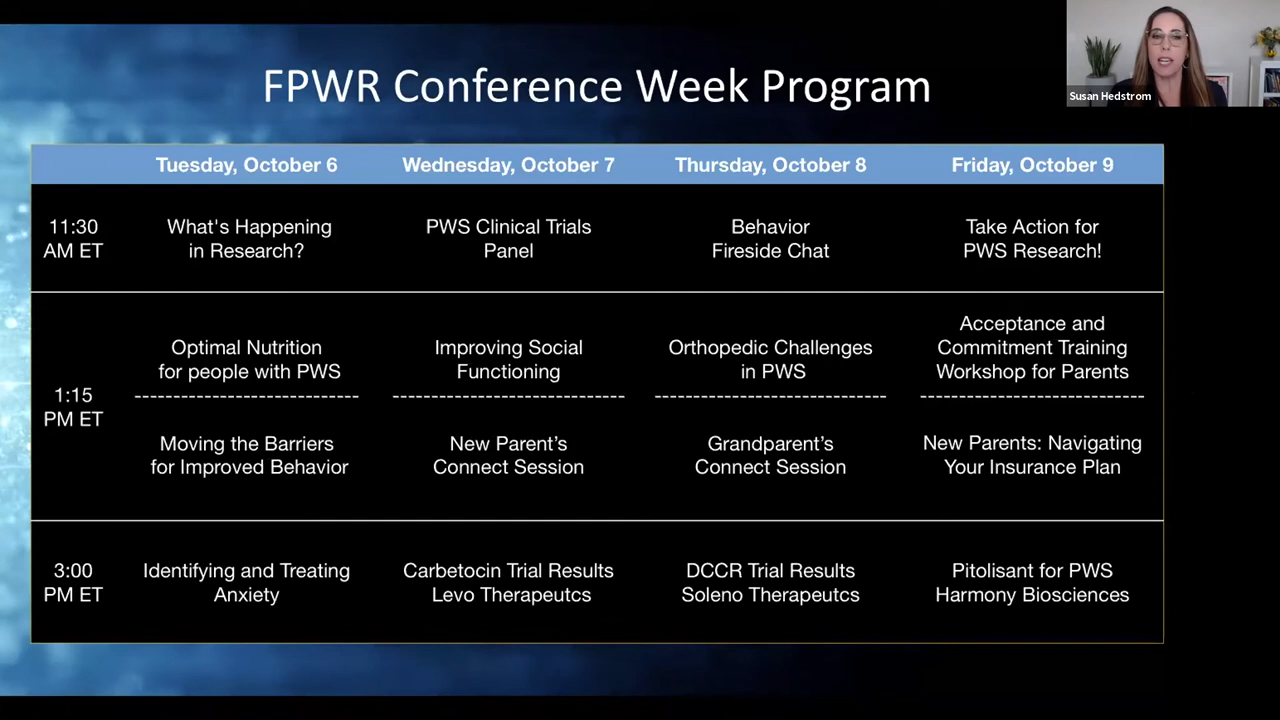 FPWR Conference Week Program
Susan Hedstrom
Tuesday, October 6
Wednesday, October 7
Thursday, October 8
Friday, October 9
11:30
AM ET
What's Happening
in Research?
PWS Clinical Trials
Panel
Behavior
Fireside Chat
Take Action for
PWS Research!
1:15
PM ET
Optimal Nutrition
for people with PWS
Improving Social
Functioning
Orthopedic Challenges
in PWS
Acceptance and
Commitment Training
Workshop for Parents
Moving the Barriers
for Improved Behavior
New Parent’s
Connect Session
Grandparent’s
Connect Session
New Parents: Navigating
Your Insurance Plan
3:00
PM ET
Identifying and Treating
Anxiety
Carbetocin Trial Results
Levo Therapeutcs
DCCR Trial Results
Soleno Therapeutcs
Pitolisant for PWS
Harmony Biosciences